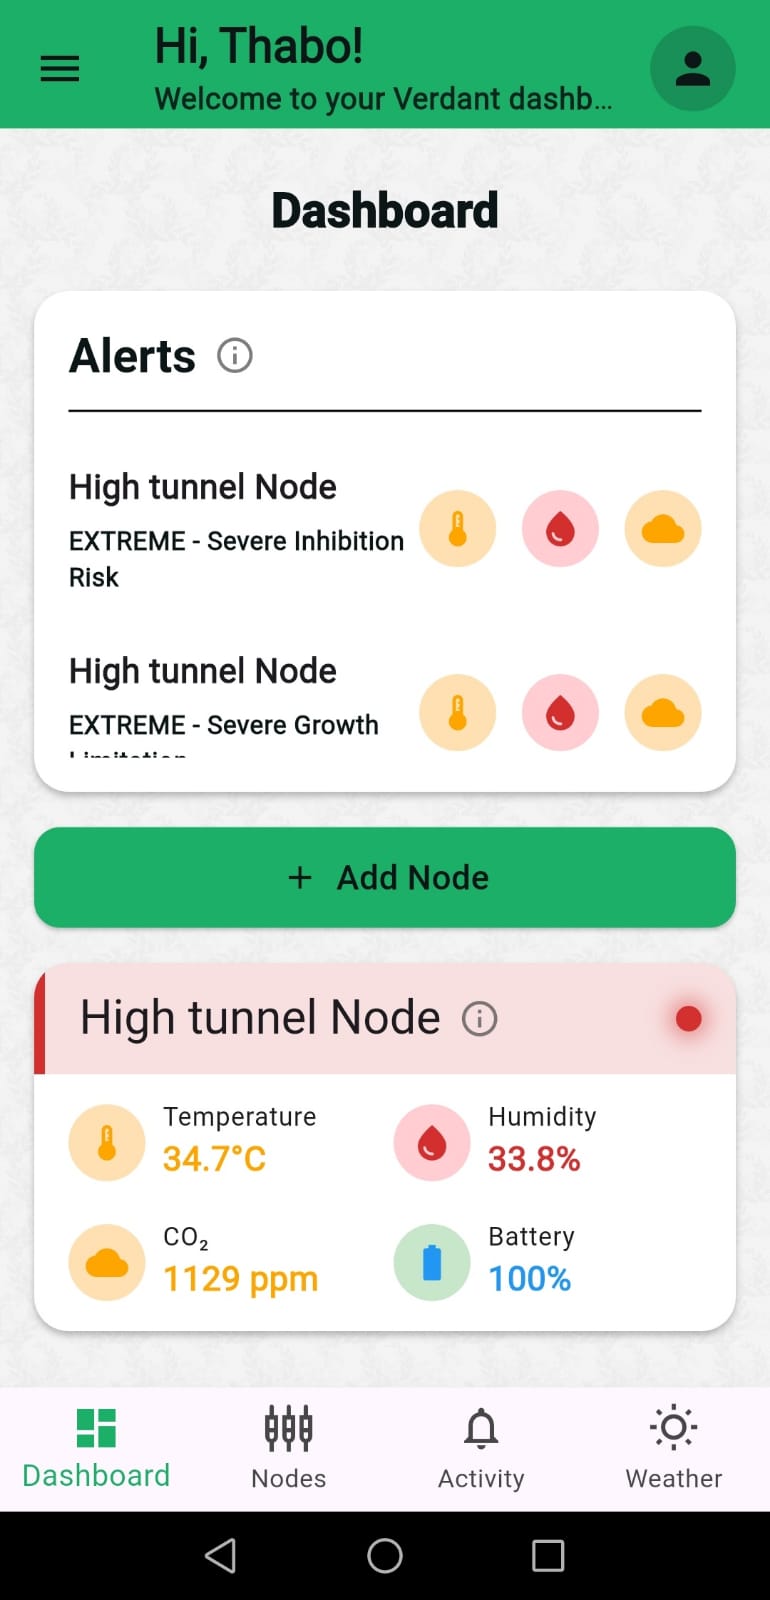 Hi, Thabo!
Welcome to your Verdant dashb...
Dashboard
Alerts
High tunnel Node
EXTREME - Severe Inhibition
Risk
High tunnel Node
EXTREME - Severe Growth
Limitation
+ Add Node
High tunnel Node
Temperature
34.7°C
Humidity
33.8%
CO₂
1129 ppm
Battery
100%
Dashboard
Nodes
Activity
Weather